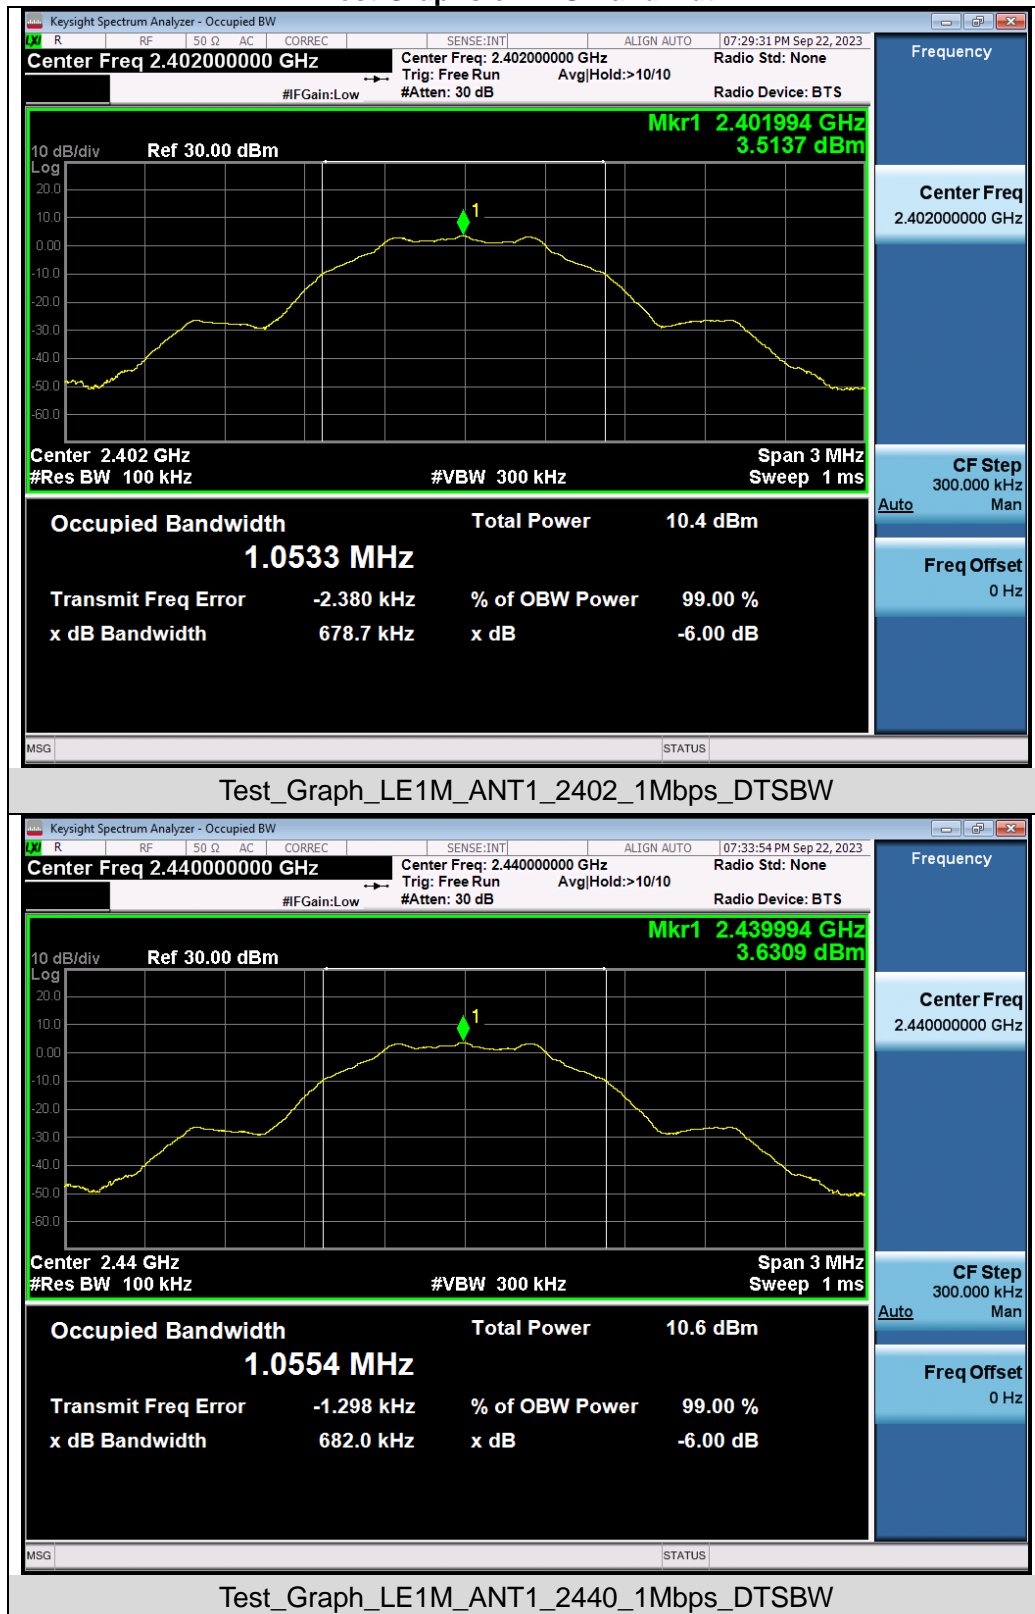 Keysight Spectrum Analyzer - Occupied BW
LXI R RF 50 Ω AC CORREC SENSE:INT ALIGN AUTO 07:29:31 PM Sep 22, 2023
Center Freq 2.402000000 GHz Center Freq: 2.402000000 GHz Radio Std: None
Trig: Free Run Avg|Hold:>10/10
#IFGain:Low #Atten: 30 dB Radio Device: BTS
Frequency
Mkr1 2.401994 GHz
3.5137 dBm
10 dB/div Ref 30.00 dBm
Log
20.0
10.0
0.00
-10.0
-20.0
-30.0
-40.0
-50.0
-60.0
1
Center 2.402 GHz Span 3 MHz
#Res BW 100 kHz #VBW 300 kHz Sweep 1 ms
Center Freq
2.402000000 GHz
CF Step
300.000 kHz
Auto Man
Freq Offset
0 Hz
Occupied Bandwidth Total Power 10.4 dBm
1.0533 MHz
Transmit Freq Error -2.380 kHz % of OBW Power 99.00 %
x dB Bandwidth 678.7 kHz x dB -6.00 dB
MSG STATUS
Test_Graph_LE1M_ANT1_2402_1Mbps_DTSBW
Keysight Spectrum Analyzer - Occupied BW
LXI R RF 50 Ω AC CORREC SENSE:INT ALIGN AUTO 07:33:54 PM Sep 22, 2023
Center Freq 2.440000000 GHz Center Freq: 2.440000000 GHz Radio Std: None
Trig: Free Run Avg|Hold:>10/10
#IFGain:Low #Atten: 30 dB Radio Device: BTS
Frequency
Mkr1 2.439994 GHz
3.6309 dBm
10 dB/div Ref 30.00 dBm
Log
20.0
10.0
0.00
-10.0
-20.0
-30.0
-40.0
-50.0
-60.0
1
Center 2.44 GHz Span 3 MHz
#Res BW 100 kHz #VBW 300 kHz Sweep 1 ms
Center Freq
2.440000000 GHz
CF Step
300.000 kHz
Auto Man
Freq Offset
0 Hz
Occupied Bandwidth Total Power 10.6 dBm
1.0554 MHz
Transmit Freq Error -1.298 kHz % of OBW Power 99.00 %
x dB Bandwidth 682.0 kHz x dB -6.00 dB
MSG STATUS
Test_Graph_LE1M_ANT1_2440_1Mbps_DTSBW